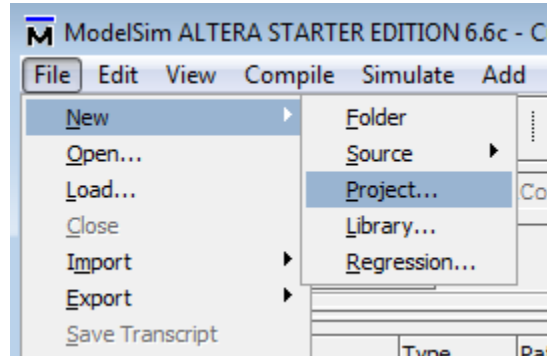 ModelSim ALTERA STARTER EDITION 6.6c - C
File Edit View Compile Simulate Add
New
Open...
Load...
Close
Import
Export
Save Transcript
Folder
Source
Project...
Library...
Regression...
Co
Type
Pa